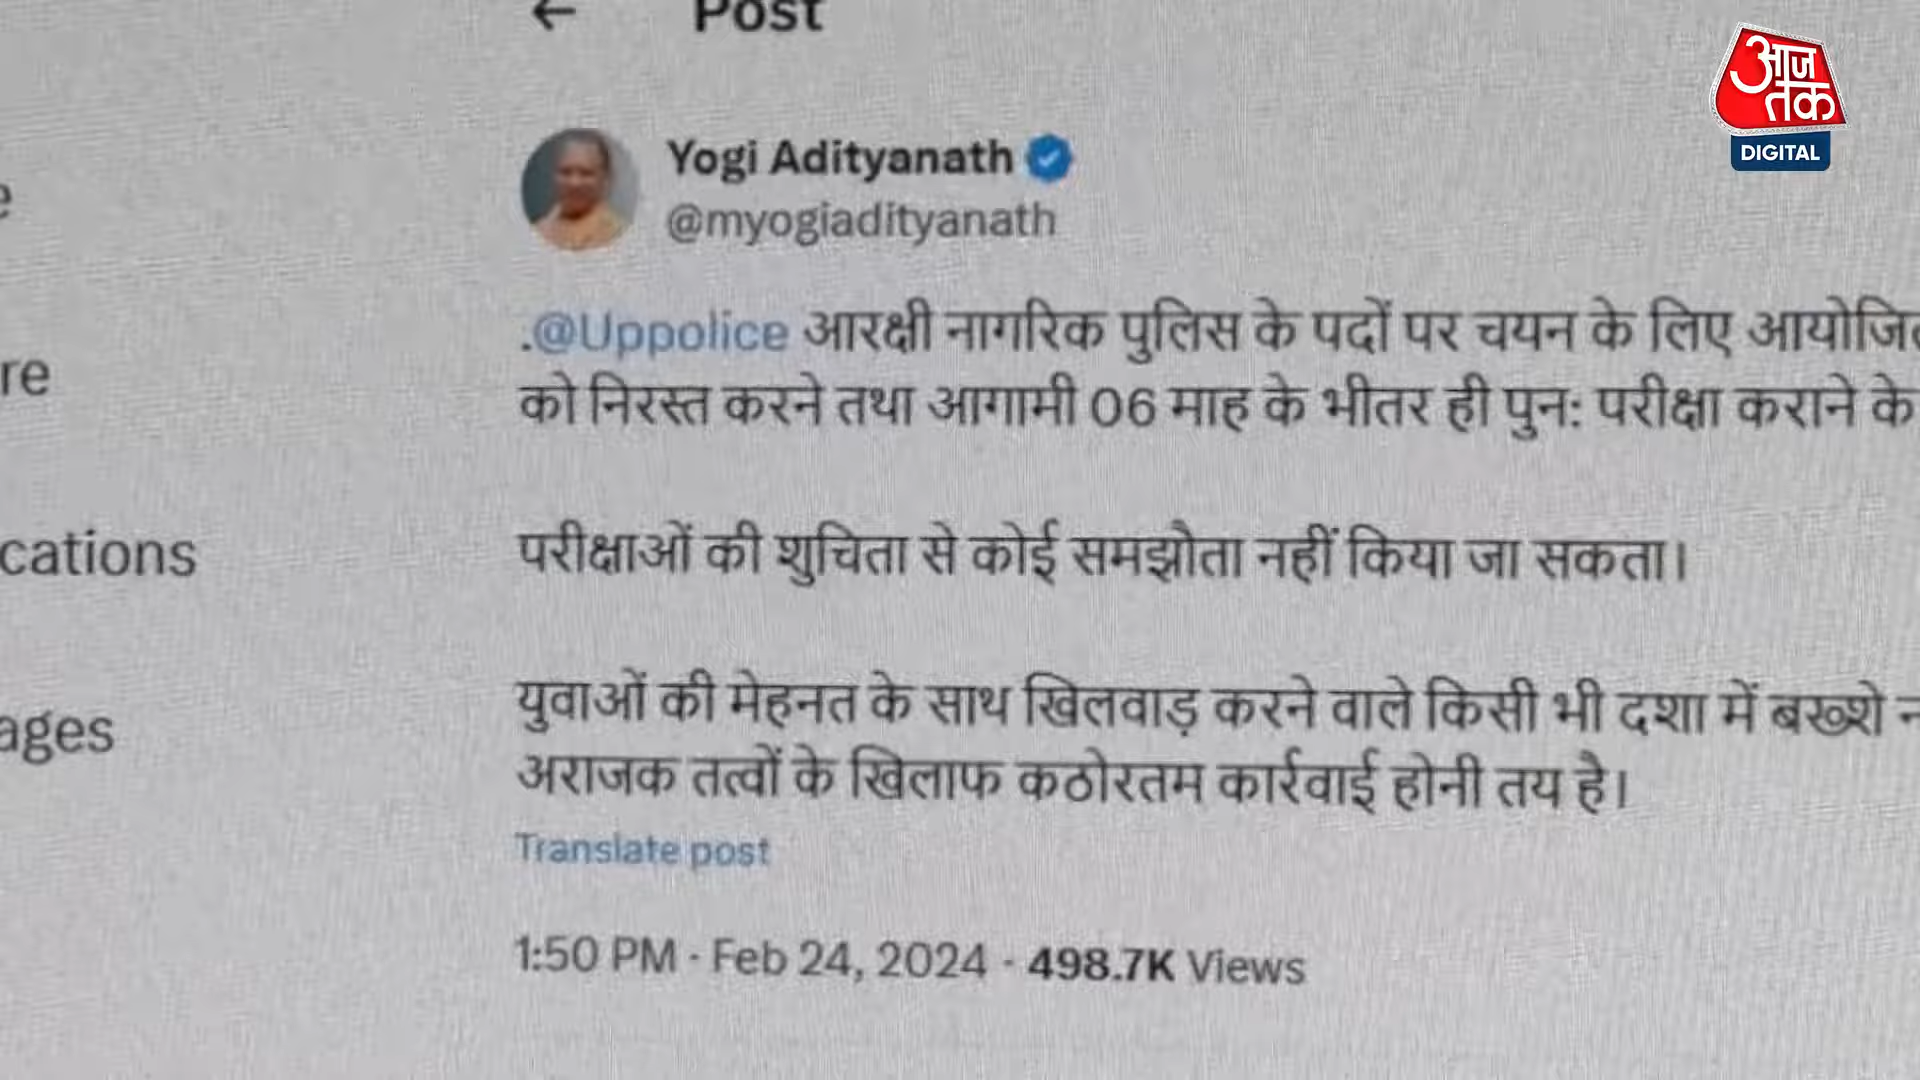 ← Post
आज
तक
DIGITAL
Yogi Adityanath
@myogiadityanath
.@Uppolice आरक्षी नागरिक पुलिस के पदों पर चयन के लिए
को निरस्त करने तथा आगामी 06 माह के भीतर ही पुन: परीक्षा कराने के
परीक्षाओं की शुचिता से कोई समझौता नहीं किया जा सकता।
युवाओं की मेहनत के साथ खिलवाड़ करने वाले किसी भी दशा में बख्शे
अराजक तत्वों के खिलाफ कठोरतम कार्रवाई होनी तय है।
Translate post
1:50 PM · Feb 24, 2024 · 498.7K Views
re
cations
ages